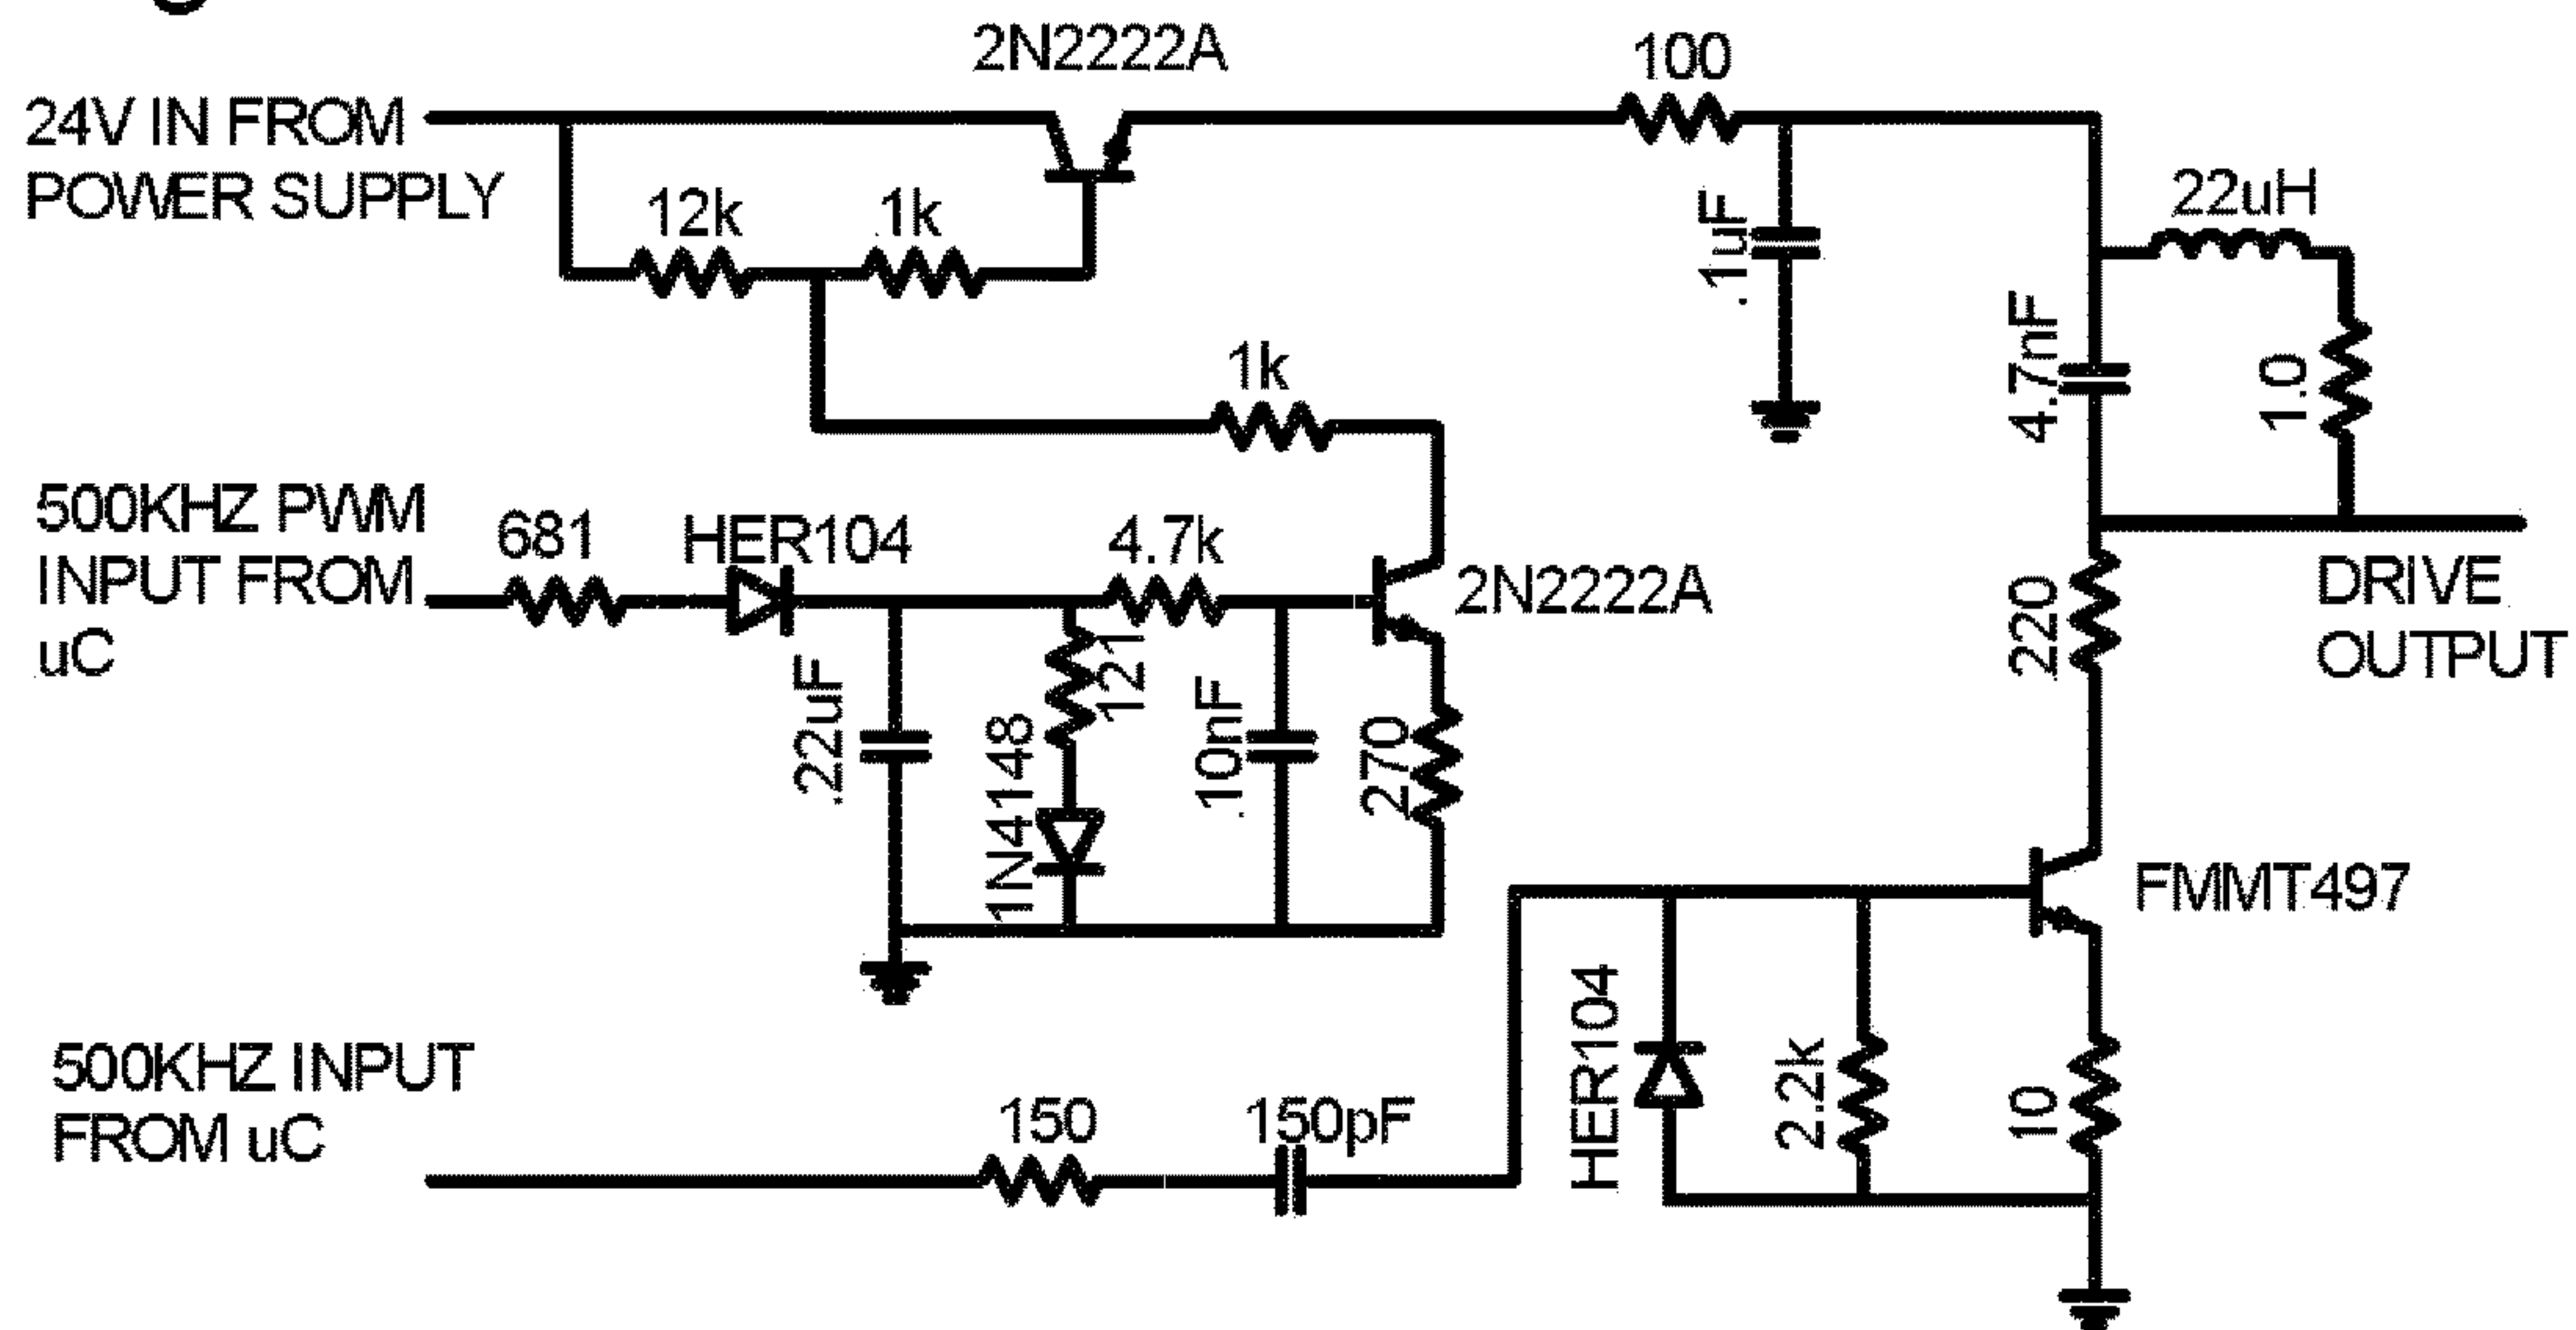 2N2222A
100
24V IN FROM
POWER SUPPLY
12k
1k
.1uF
22uH
1k
4.7nF
1.0
500KHZ PWM
INPUT FROM
uC
681
HER104
4.7k
2N2222A
DRIVE
OUTPUT
220
.22uF
121
1N4148
.10nF
270
FMMT497
500KHZ INPUT
FROM uC
150
150pF
HER104
2.2k
10